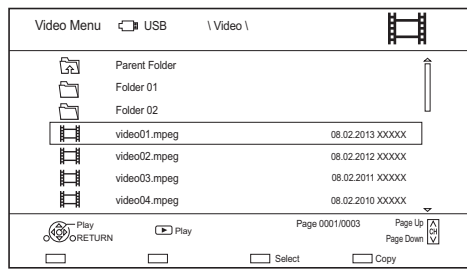 Video Menu USB \ Video \
Parent Folder
Folder 01
Folder 02
video01.mpeg 08.02.2013 XXXXX
video02.mpeg 08.02.2012 XXXXX
video03.mpeg 08.02.2011 XXXXX
video04.mpeg 08.02.2010 XXXXX
Play Play Page 0001/0003 Page Up
RETURN CH
Page Down
Select Copy